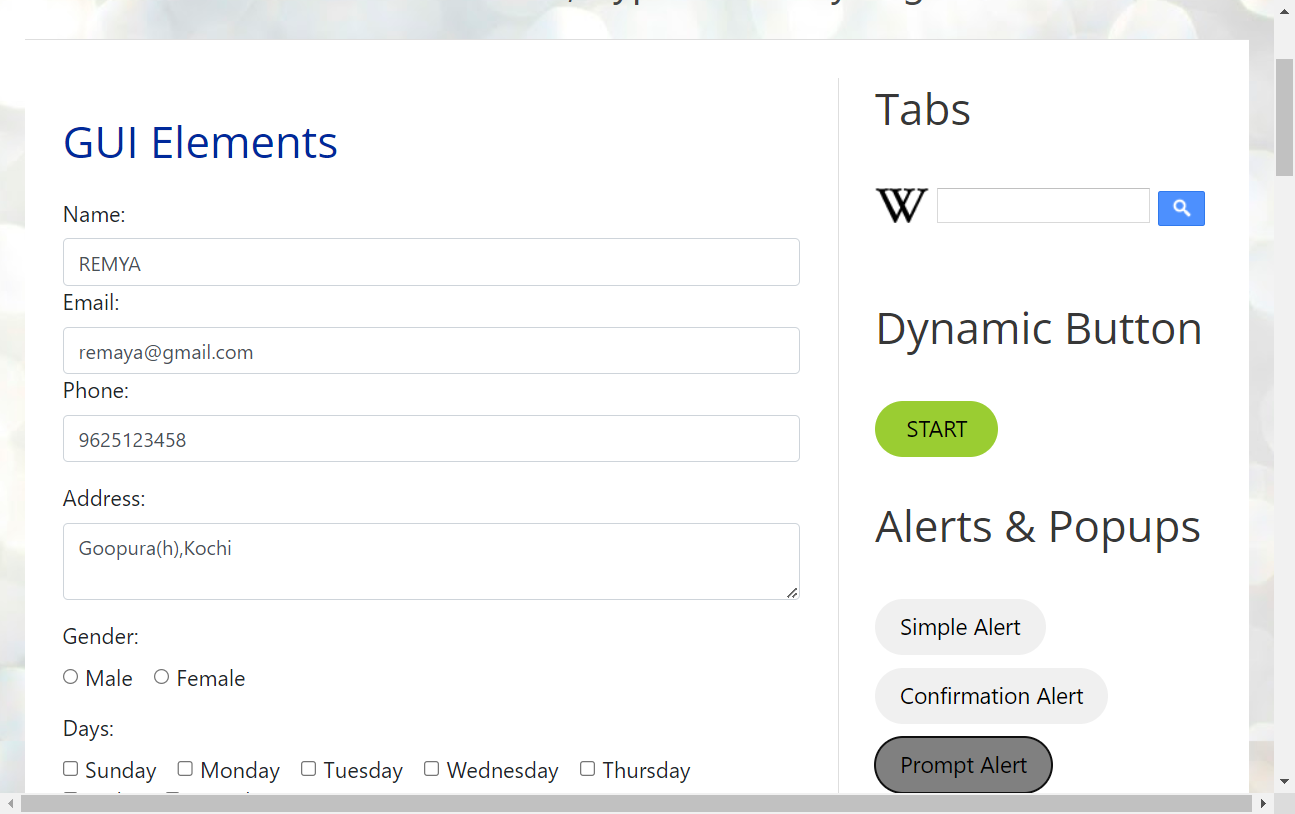 GUI Elements
Name:
REMYA
Email:
remaya@gmail.com
Phone:
9625123458
Address:
Goopura(h),Kochi
Gender:
Male Female
Days:
Sunday Monday Tuesday Wednesday Thursday
Tabs
W
Dynamic Button
START
Alerts & Popups
Simple Alert
Confirmation Alert
Prompt Alert